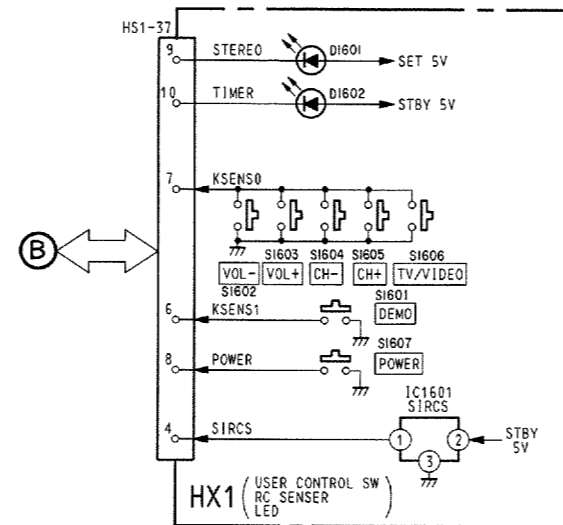 HS1-37
9 STEREO D1601 SET 5V
10 TIMER D1602 STBY 5V
7 KSENS0
B
S1603 S1604 S1605 S1606
VOL- VOL+ CH- CH+ TV/VIDEO
S1602
S1601
6 KSENS1 DEMO
S1607
8 POWER POWER
IC1601
SIRCS
4 SIRCS 1 2 STBY
5V
3
HX1 ( USER CONTROL SW
RC SENSER
LED )